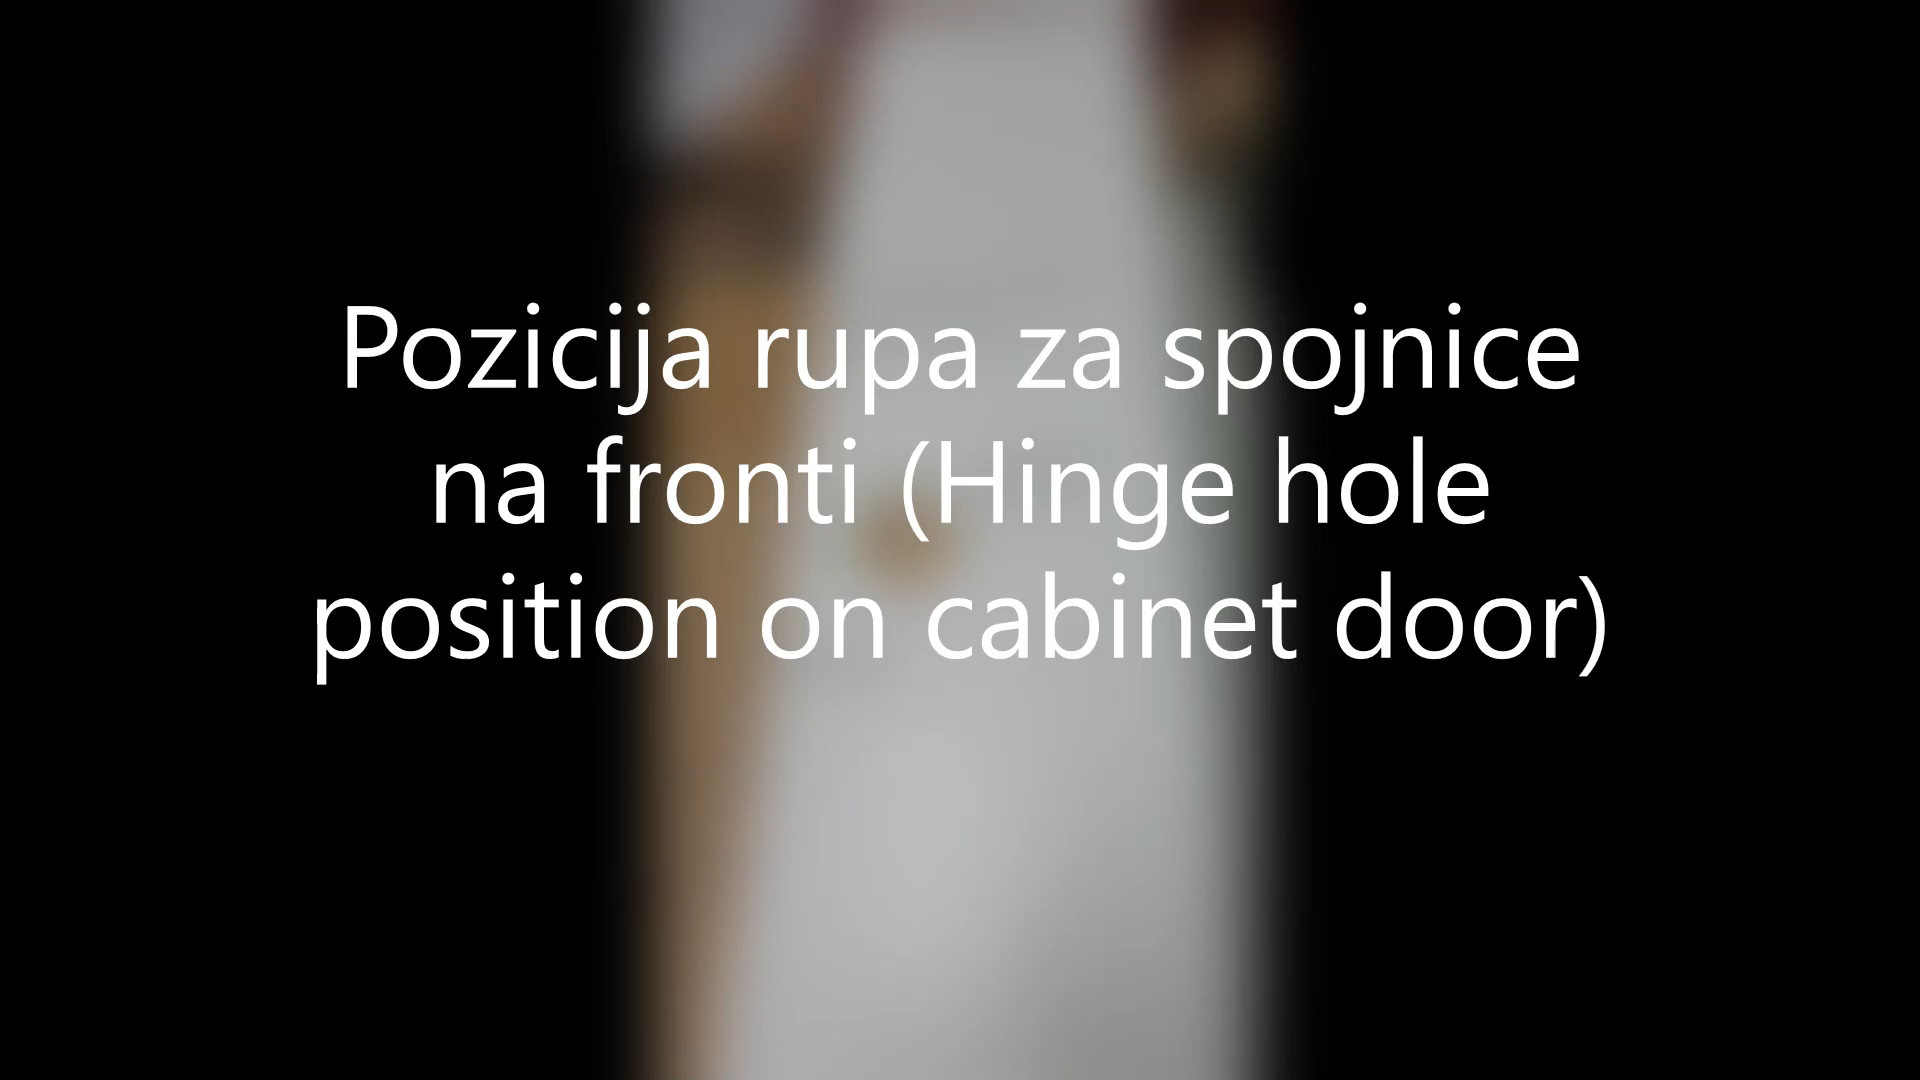 Pozicija rupa za spojnice
na fronti (Hinge hole
position on cabinet door)